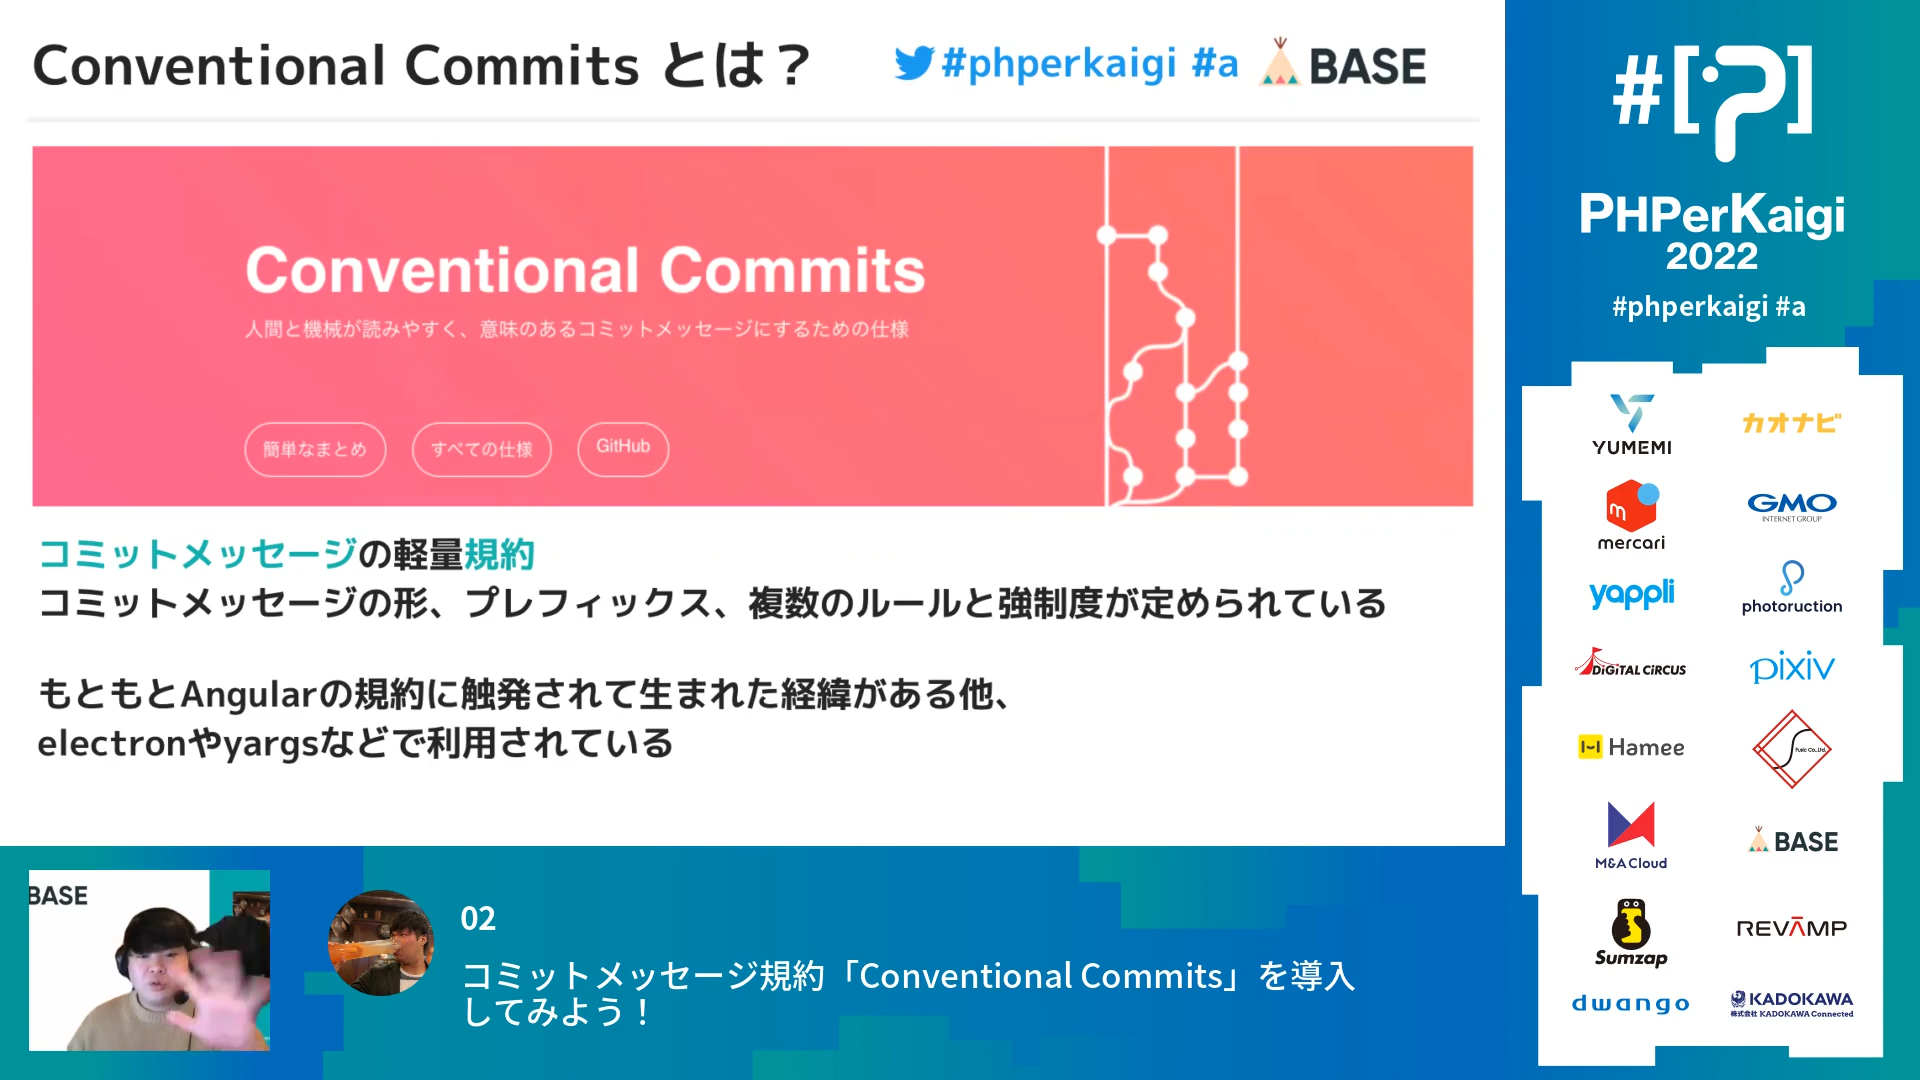 Conventional Commits とは？
#phperkaigi #a
BASE
Conventional Commits
人間と機械が読みやすく、意味のあるコミットメッセージにするための仕様
簡単なまとめ
すべての仕様
GitHub
コミットメッセージの軽量規約
コミットメッセージの形、プレフィックス、複数のルールと強制度が定められている
もともとAngularの規約に触発されて生まれた経緯がある他、
electronやyargsなどで利用されている
BASE
02
コミットメッセージ規約「Conventional Commits」を導入
してみよう！
#[?]
PHPerKaigi
2022
#phperkaigi #a
YUMEMI
カオナビ
mercari
GMO
INTERNET GROUP
yappli
photoruction
DIGITAL CIRCUS
pixiv
Hamee
Fusic Co.,Ltd.
M&A Cloud
BASE
Sumzap
REVAMP
dwango
KADOKAWA
株式会社 KADOKAWA Connected